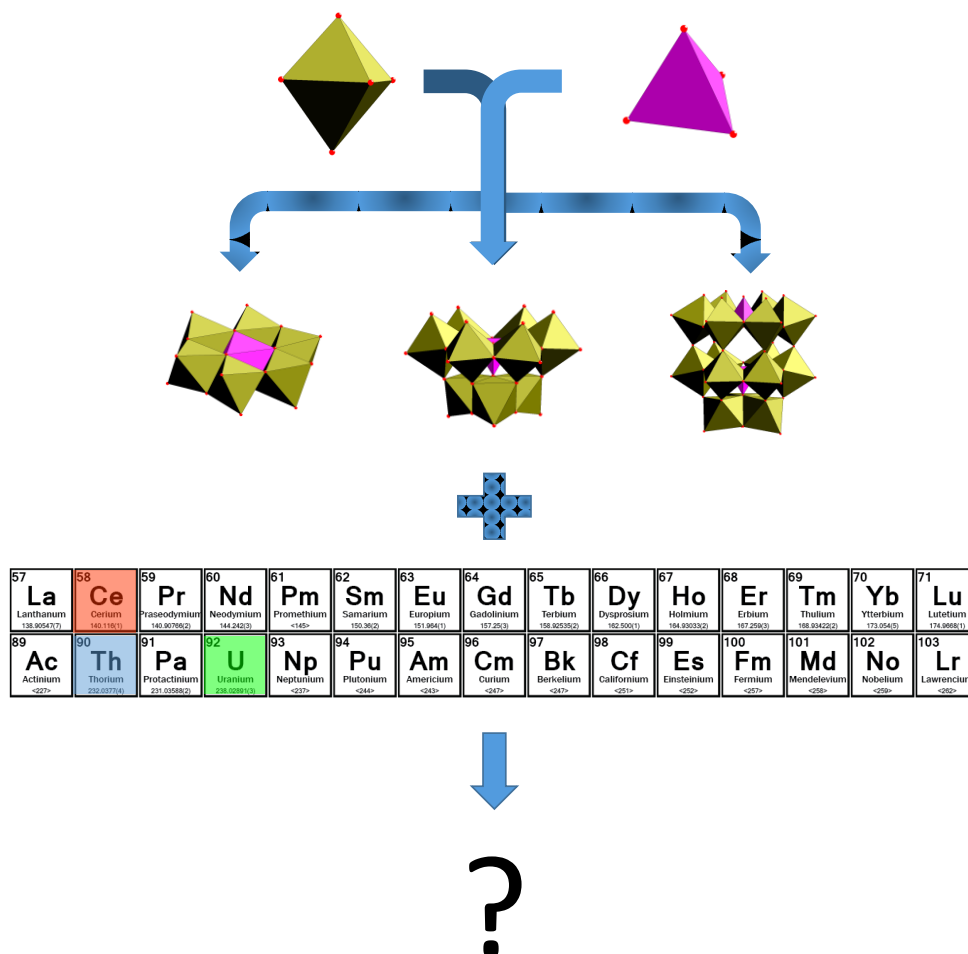 57 58 59 60 61 62 63 64 65 66 67 68 69 70 71
La Ce Pr Nd Pm Sm Eu Gd Tb Dy Ho Er Tm Yb Lu
Lanthanum Cerium Praseodymium Neodymium Promethium Samarium Europium Gadolinium Terbium Dysprosium Holmium Erbium Thulium Ytterbium Lutetium
138.90547(7) 140.116(1) 140.90766(2) 144.242(3) <145> 150.36(2) 151.964(1) 157.25(3) 158.92535(2) 162.500(1) 164.93033(2) 167.259(3) 168.93422(2) 173.054(5) 174.9668(1)
89 90 91 92 93 94 95 96 97 98 99 100 101 102 103
Ac Th Pa U Np Pu Am Cm Bk Cf Es Fm Md No Lr
Actinium Thorium Protactinium Uranium Neptunium Plutonium Americium Curium Berkelium Californium Einsteinium Fermium Mendelevium Nobelium Lawrencium
<227> 232.0377(4) 231.03588(2) 238.02891(3) <237> <244> <243> <247> <247> <251> <252> <257> <258> <259> <262>
?